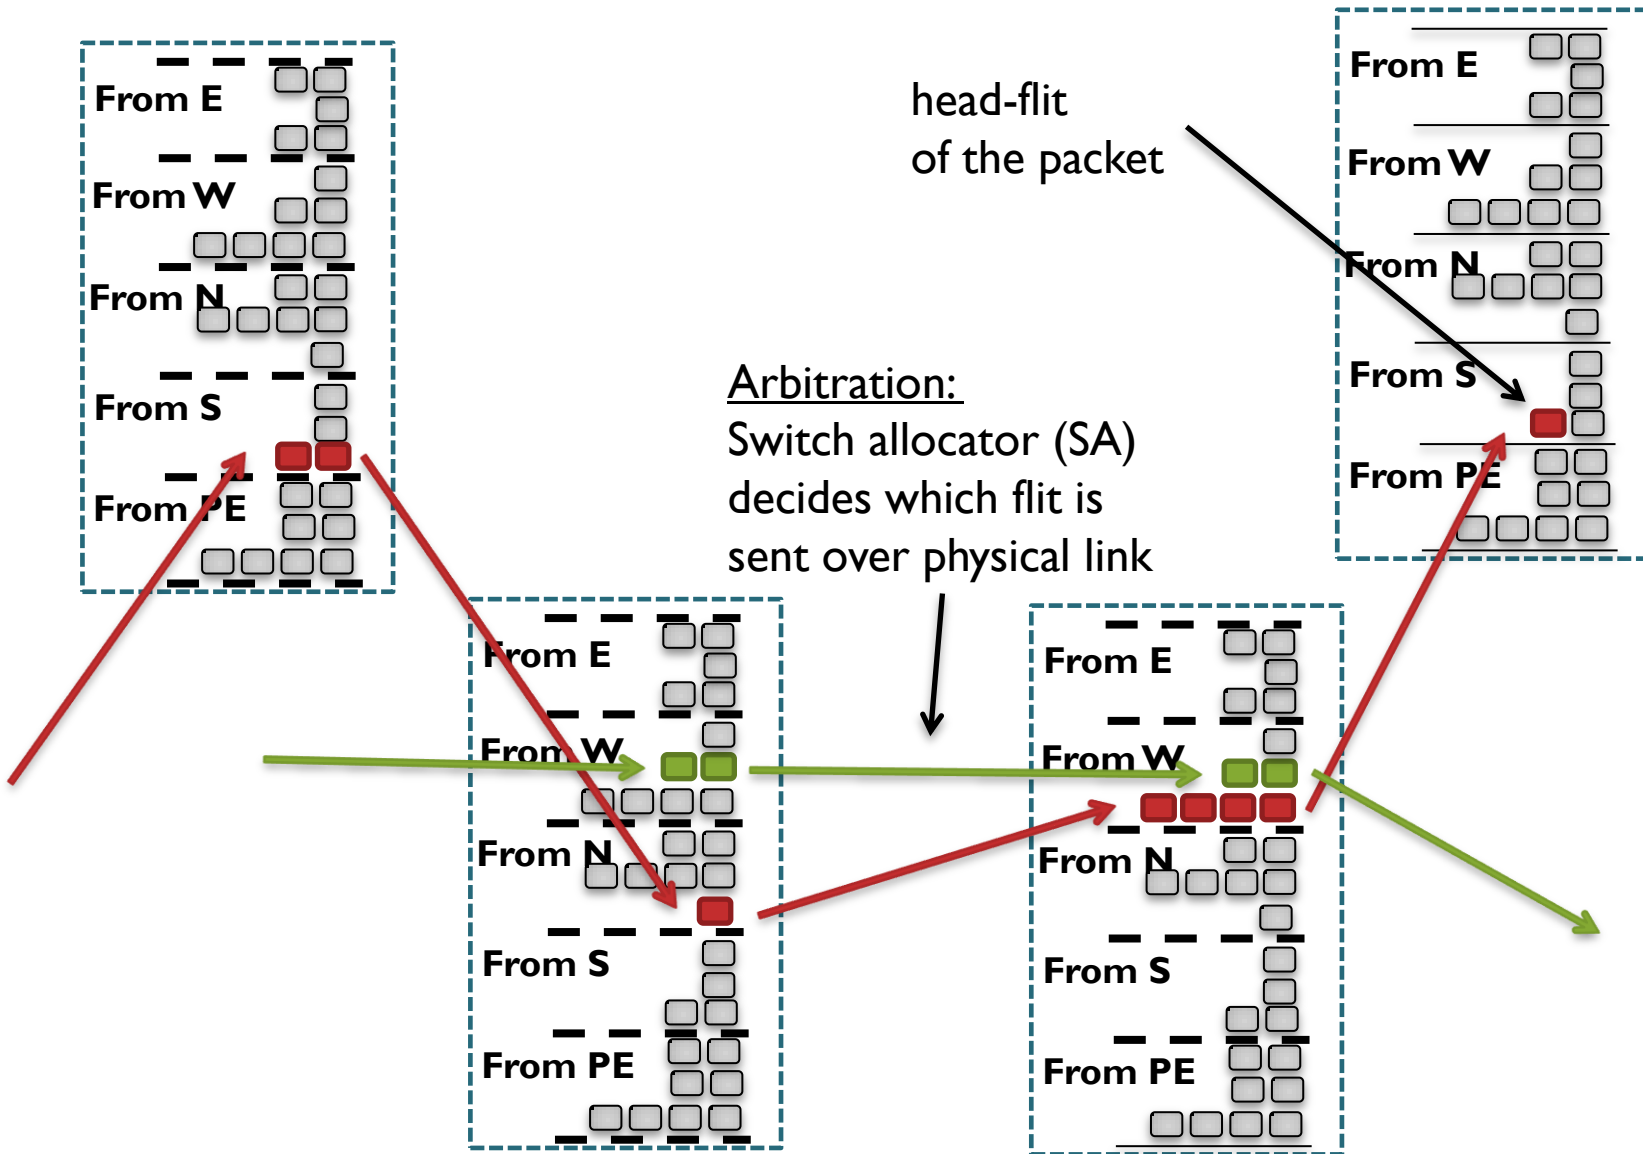 From E
From W
From N
From S
From PE
head-flit
of the packet
From E
From W
From N
From S
From PE
Arbitration:
Switch allocator (SA)
decides which flit is
sent over physical link
From E
From W
From N
From S
From PE
From E
From W
From N
From S
From PE